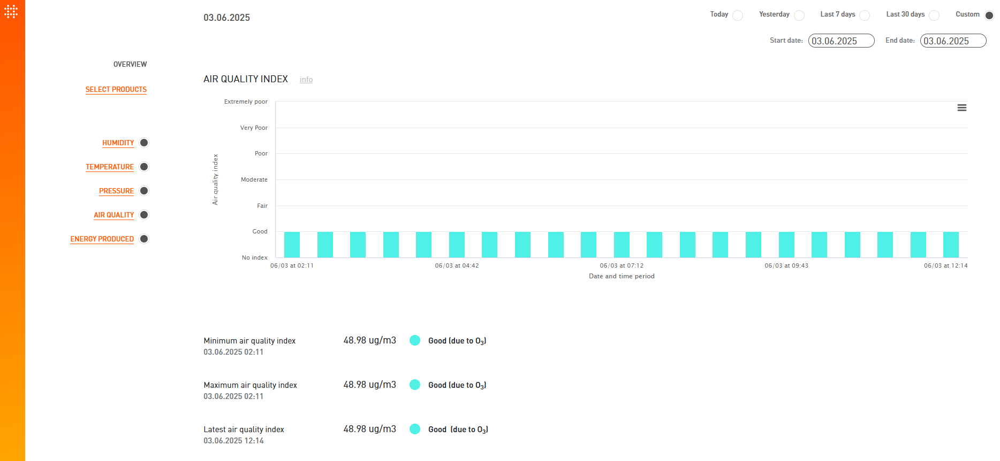 03.06.2025
Today
Yesterday
Last 7 days
Last 30 days
Custom
Start date: 03.06.2025
End date: 03.06.2025
OVERVIEW
SELECT PRODUCTS
HUMIDITY
TEMPERATURE
PRESSURE
AIR QUALITY
ENERGY PRODUCED
AIR QUALITY INDEX info
Air quality index
Extremely poor
Very Poor
Poor
Moderate
Fair
Good
No index
06/03 at 02:11
06/03 at 04:42
06/03 at 07:12
06/03 at 09:43
06/03 at 12:14
Date and time period
Minimum air quality index 48.98 ug/m3 Good (due to O₃)
03.06.2025 02:11
Maximum air quality index 48.98 ug/m3 Good (due to O₃)
03.06.2025 02:11
Latest air quality index 48.98 ug/m3 Good (due to O₃)
03.06.2025 12:14